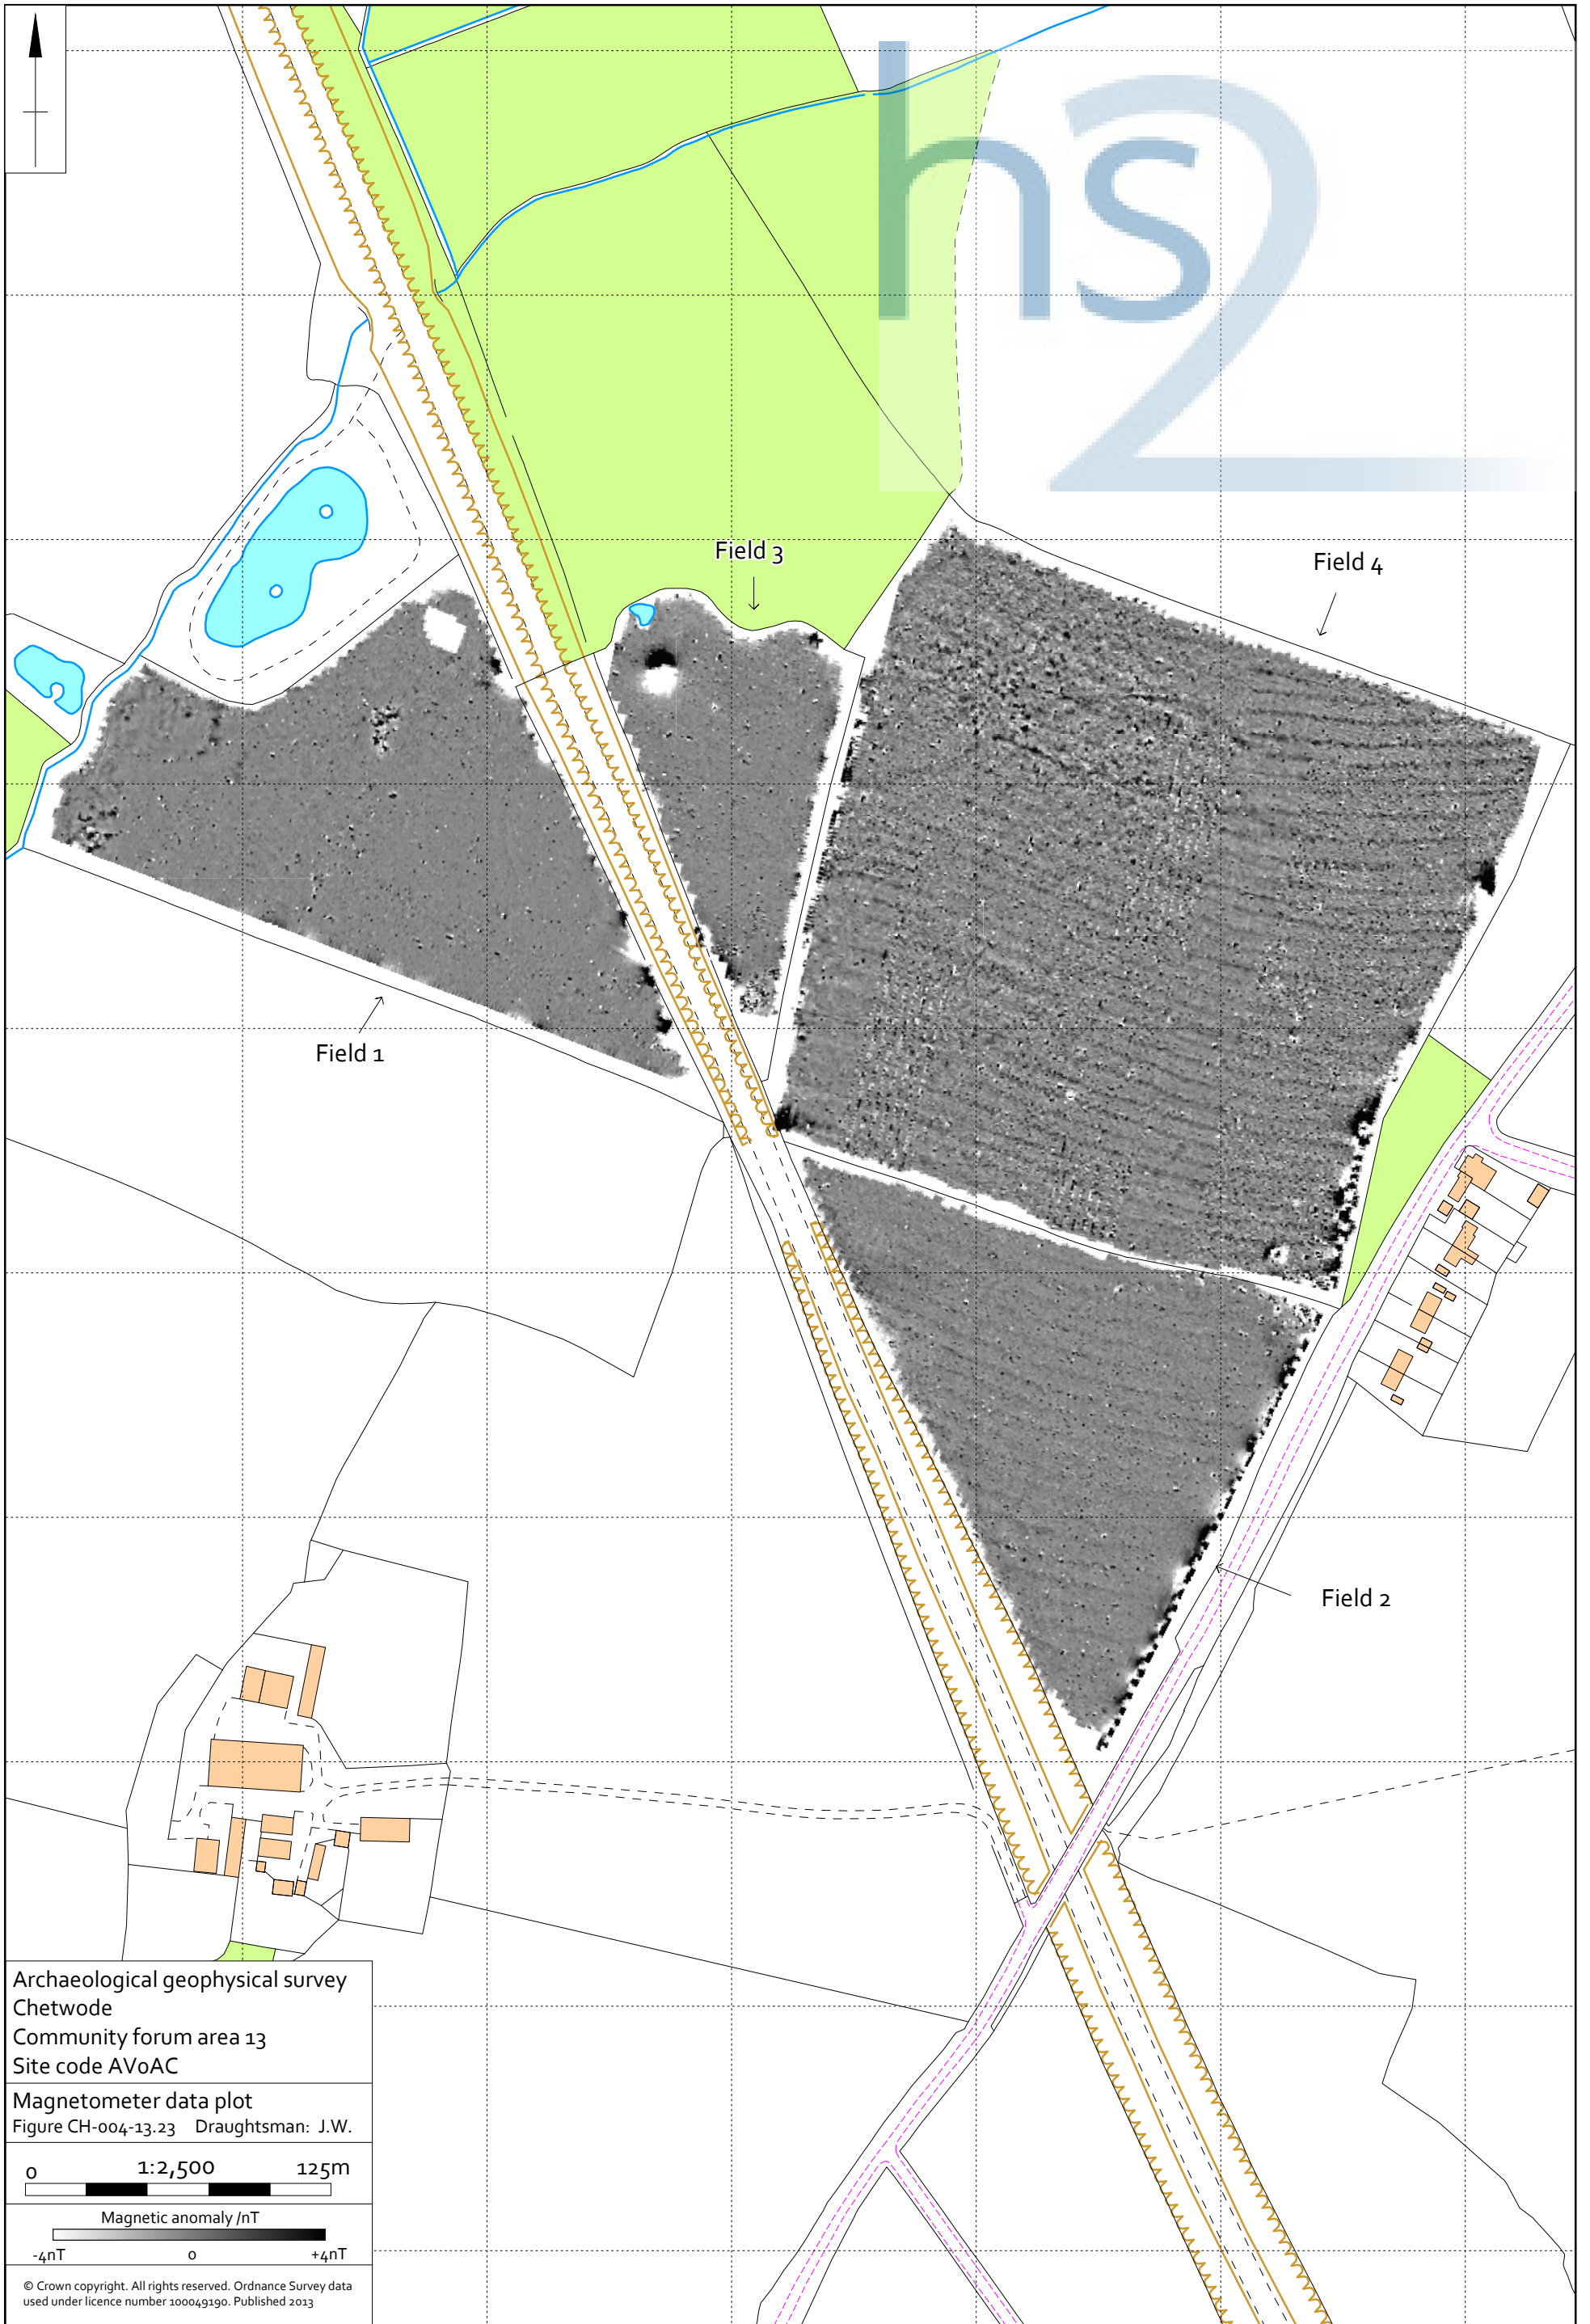 hs2
Field 3
Field 4
Field 1
Field 2
Archaeological geophysical survey
Chetwode
Community forum area 13
Site code AV0AC
Magnetometer data plot
Figure CH-004-13.23 Draughtsman: J.W.
0 1:2,500 125m
Magnetic anomaly /nT
-4nT 0 +4nT
© Crown copyright. All rights reserved. Ordnance Survey data
used under licence number 100049190. Published 2013